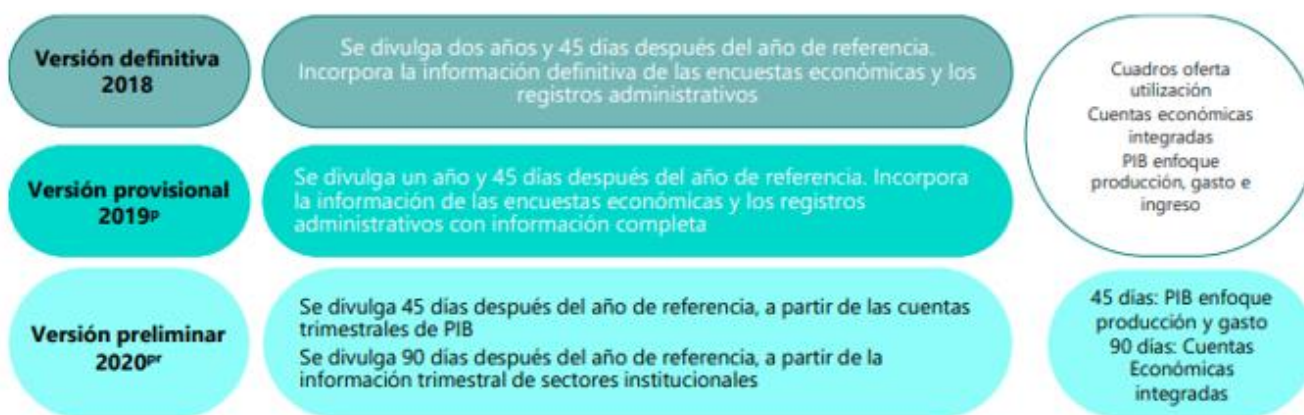 Versión definitiva
2018
Se divulga dos años y 45 días después del año de referencia.
Incorpora la información definitiva de las encuestas económicas y los
registros administrativos
Cuadros oferta
utilización
Cuentas económicas
integradas
PIB enfoque
producción, gasto e
ingreso
Versión provisional
2019ᵖ
Se divulga un año y 45 días después del año de referencia. Incorpora
la información de las encuestas económicas y los registros
administrativos con información completa
Versión preliminar
2020ᵖʳ
Se divulga 45 días después del año de referencia, a partir de las cuentas
trimestrales de PIB
Se divulga 90 días después del año de referencia, a partir de la
información trimestral de sectores institucionales
45 días: PIB enfoque
producción y gasto
90 días: Cuentas
Económicas
integradas